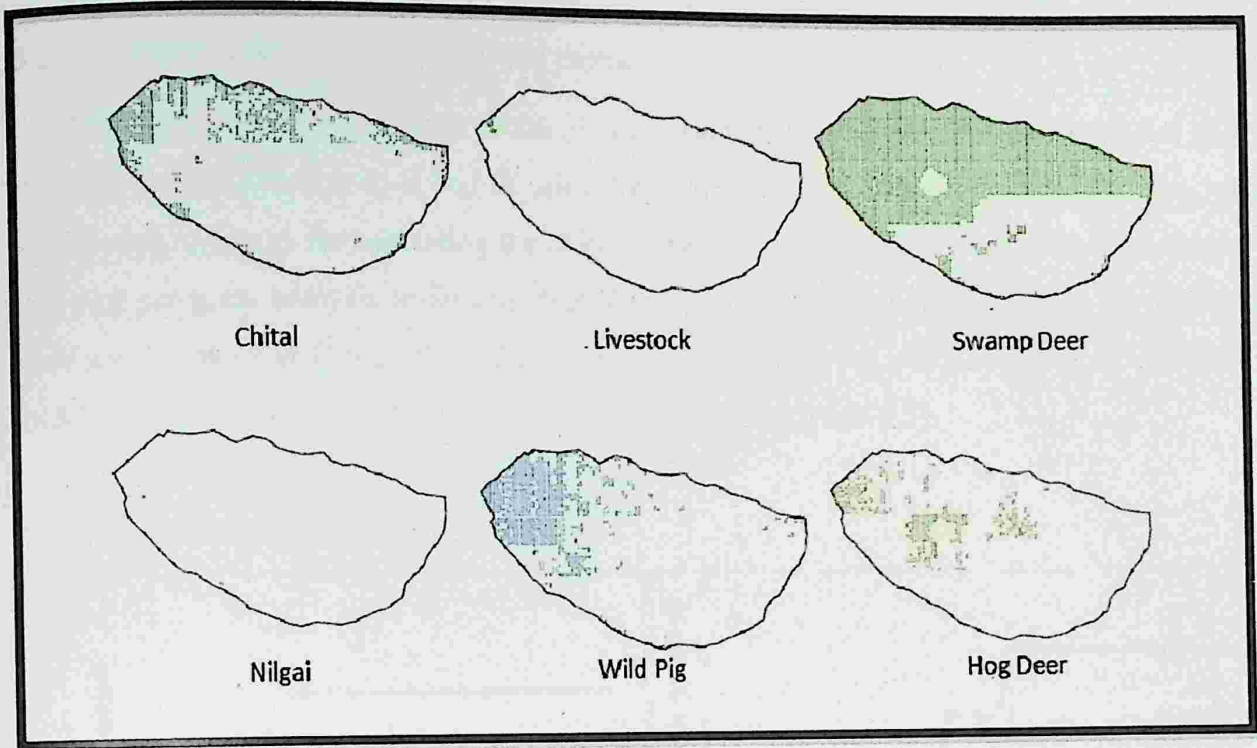 Chital
Livestock
Swamp Deer
Nilgai
Wild Pig
Hog Deer